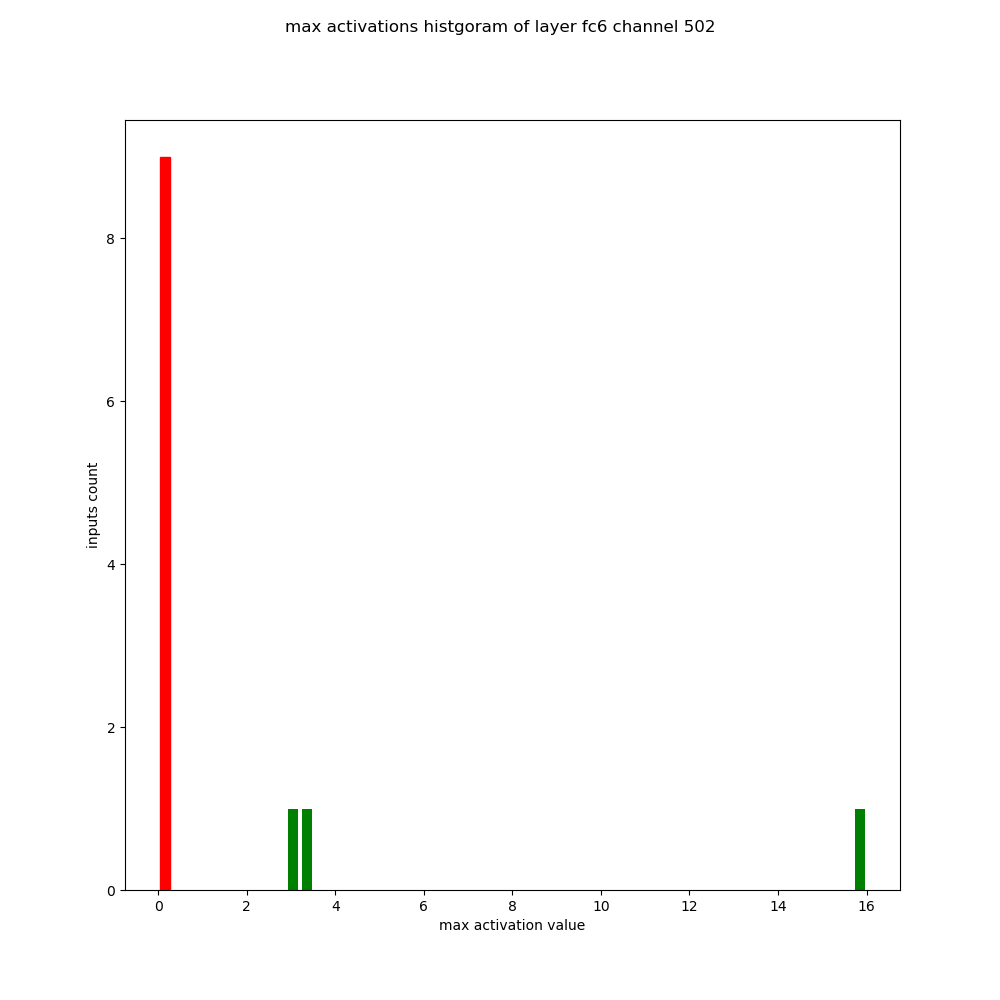 max activations histgoram of layer fc6 channel 502
8
6
4
2
0
inputs count
0 2 4 6 8 10 12 14 16
max activation value